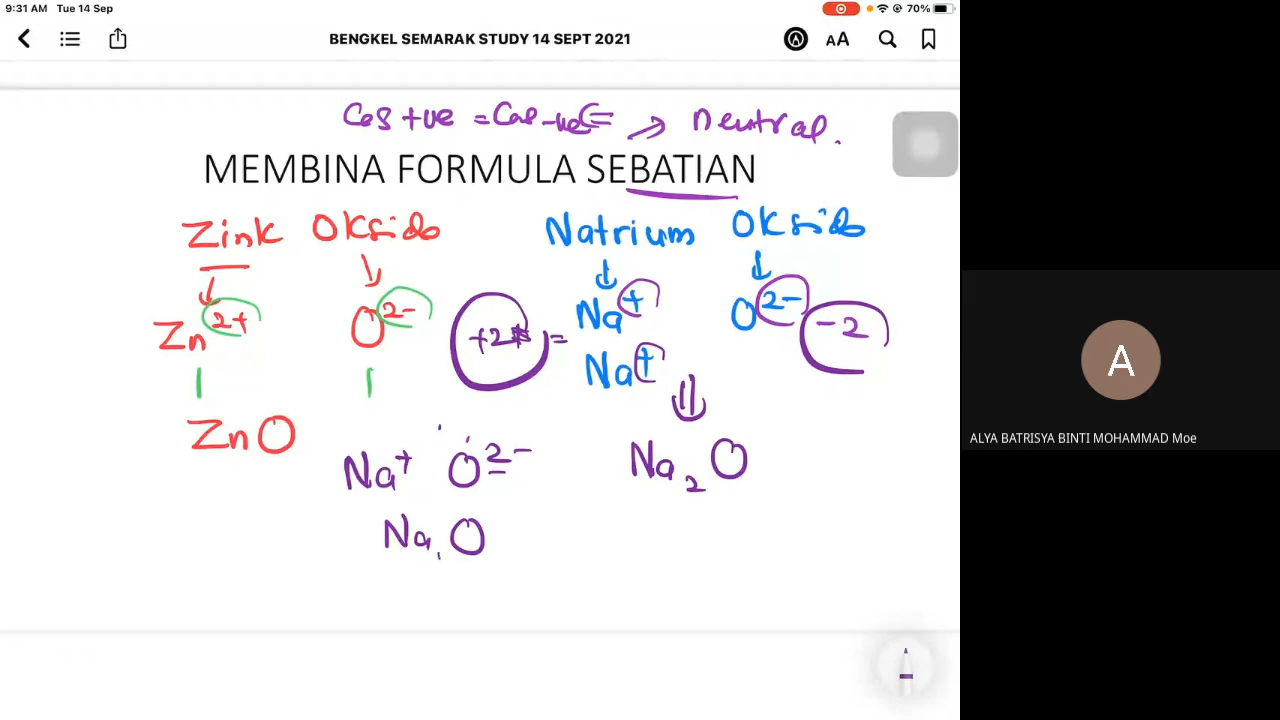 9:31 AM Tue 14 Sep
70%
BENGKEL SEMARAK STUDY 14 SEPT 2021
AA
Cas +ve = Cas -ve → neutral.
MEMBINA FORMULA SEBATIAN
Zink Oksida Natrium Oksida
Zn2+ O2- +2 = Na+ O2- -2
Na+
ZnO
Na+ O2- Na2O
Na, O
A
ALYA BATRISYA BINTI MOHAMMAD Moe